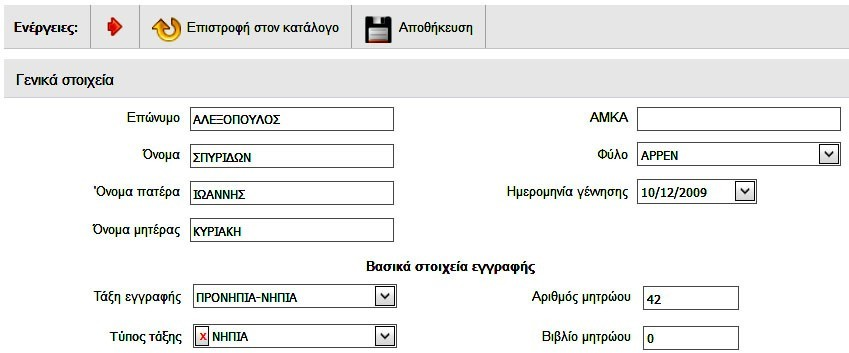 Ενέργειες: Επιστροφή στον κατάλογο Αποθήκευση
Γενικά στοιχεία
Επώνυμο ΑΛΕΞΟΠΟΥΛΟΣ ΑΜΚΑ
Όνομα ΣΠΥΡΙΔΩΝ Φύλο ΑΡΡΕΝ
Όνομα πατέρα ΙΩΑΝΝΗΣ Ημερομηνία γέννησης 10/12/2009
Όνομα μητέρας ΚΥΡΙΑΚΗ
Βασικά στοιχεία εγγραφής
Τάξη εγγραφής ΠΡΟΝΗΠΙΑ-ΝΗΠΙΑ Αριθμός μητρώου 42
Τύπος τάξης x ΝΗΠΙΑ Βιβλίο μητρώου 0